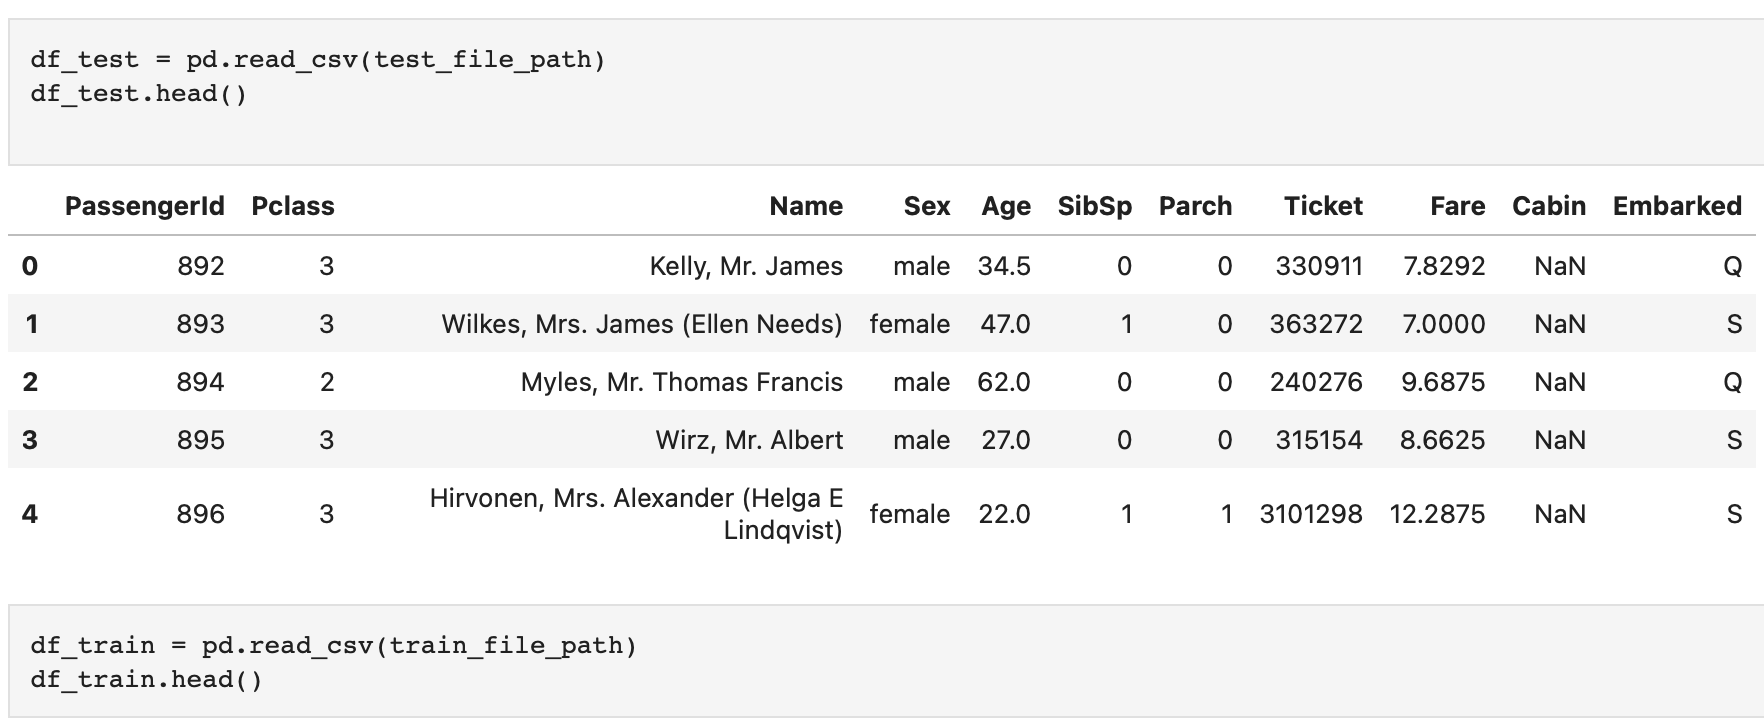 df_test = pd.read_csv(test_file_path)
df_test.head()
PassengerId Pclass Name Sex Age SibSp Parch Ticket Fare Cabin Embarked
0 892 3 Kelly, Mr. James male 34.5 0 0 330911 7.8292 NaN Q
1 893 3 Wilkes, Mrs. James (Ellen Needs) female 47.0 1 0 363272 7.0000 NaN S
2 894 2 Myles, Mr. Thomas Francis male 62.0 0 0 240276 9.6875 NaN Q
3 895 3 Wirz, Mr. Albert male 27.0 0 0 315154 8.6625 NaN S
4 896 3 Hirvonen, Mrs. Alexander (Helga E
Lindqvist) female 22.0 1 1 3101298 12.2875 NaN S
df_train = pd.read_csv(train_file_path)
df_train.head()